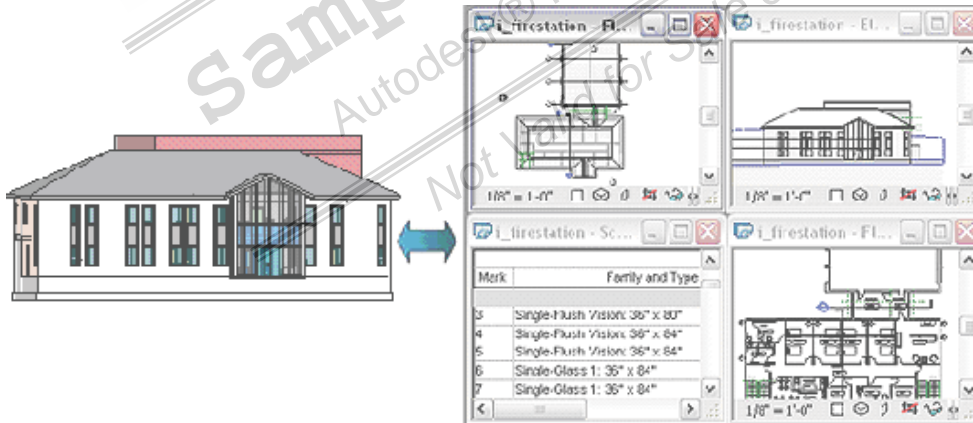 Sample
Autodesk®
Not Valid for Sale
i_firestation - Fl...
i_firestation - El...
1/8" = 1'-0"
1/8" = 1'-0"
i_firestation - Sc...
i_firestation - Fl...
Mark Family and Type
3 Single-Flush Vision: 36" x 80"
4 Single-Flush Vision: 36" x 84"
5 Single-Flush Vision: 36" x 84"
6 Single-Glass 1: 36" x 84"
7 Single-Glass 1: 36" x 84"
1/8" = 1'-0"